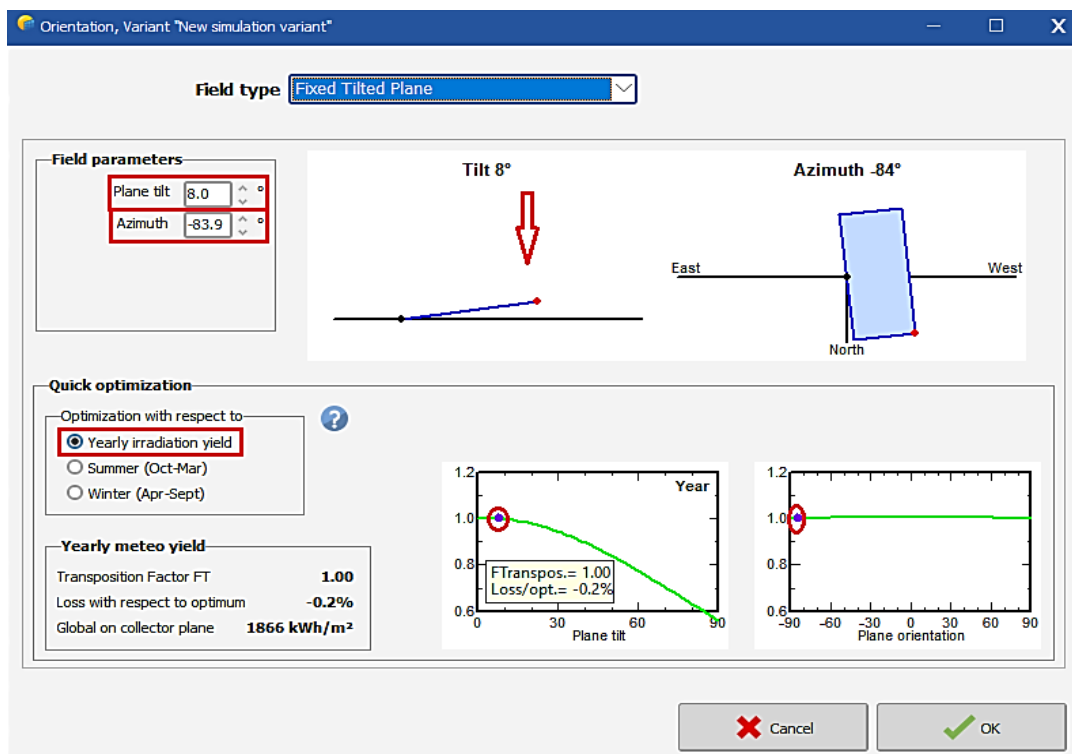 Orientation, Variant "New simulation variant"
Field type Fixed Tilted Plane
Field parameters
Plane tilt 8.0 °
Azimuth -83.9 °
Tilt 8°
Azimuth -84°
East West
North
Quick optimization
Optimization with respect to
Yearly irradiation yield
Summer (Oct-Mar)
Winter (Apr-Sept)
?
Yearly meteo yield
Transposition Factor FT 1.00
Loss with respect to optimum -0.2%
Global on collector plane 1866 kWh/m²
Year
1.2
1.0
0.8
0.6
FTranspos.= 1.00
Loss/opt.= -0.2%
0 30 60 90
Plane tilt
1.2
1.0
0.8
0.6
-90 -60 -30 0 30 60 90
Plane orientation
Cancel OK